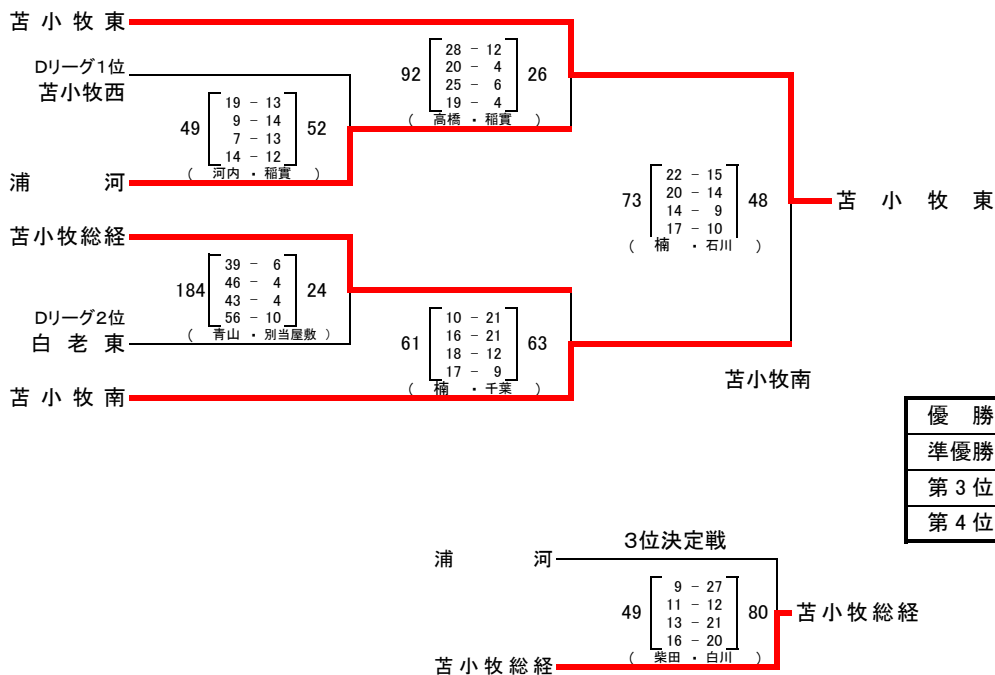 苫小牧東
Dリーグ1位
苫小牧西
92
28 - 12
20 - 4
25 - 6
19 - 4
26
( 高橋 ・ 稲實 )
49
19 - 13
9 - 14
7 - 13
14 - 12
52
( 河内 ・ 稲實 )
浦河
73
22 - 15
20 - 14
14 - 9
17 - 10
48
( 楠 ・ 石川 )
苫小牧東
苫小牧総経
184
39 - 6
46 - 4
43 - 4
56 - 10
24
( 青山 ・ 別当屋敷 )
Dリーグ2位
白老東
61
10 - 21
16 - 21
18 - 12
17 - 9
63
( 楠 ・ 千葉 )
苫小牧南
苫小牧南
優勝
準優勝
第3位
第4位
3位決定戦
浦河
49
9 - 27
11 - 12
13 - 21
16 - 20
80
( 柴田 ・ 白川 )
苫小牧総経
苫小牧総経